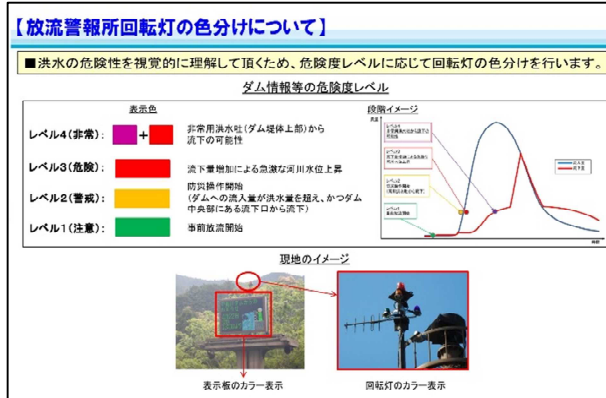 【放流警報所回転灯の色分けについて】
■洪水の危険性を視覚的に理解して頂くため、危険度レベルに応じて回転灯の色分けを行います。
ダム情報等の危険度レベル
表示色
レベル4(非常):
+
非常用洪水吐(ダム堤体上部)から
流下の可能性
レベル3(危険):
流下量増加による急激な河川水位上昇
レベル2(警戒):
防災操作開始
(ダムへの流入量が洪水量を超え、かつダム
中央部にある流下口から流下)
レベル1(注意):
事前放流開始
段階イメージ
現地のイメージ
表示板のカラー表示
回転灯のカラー表示